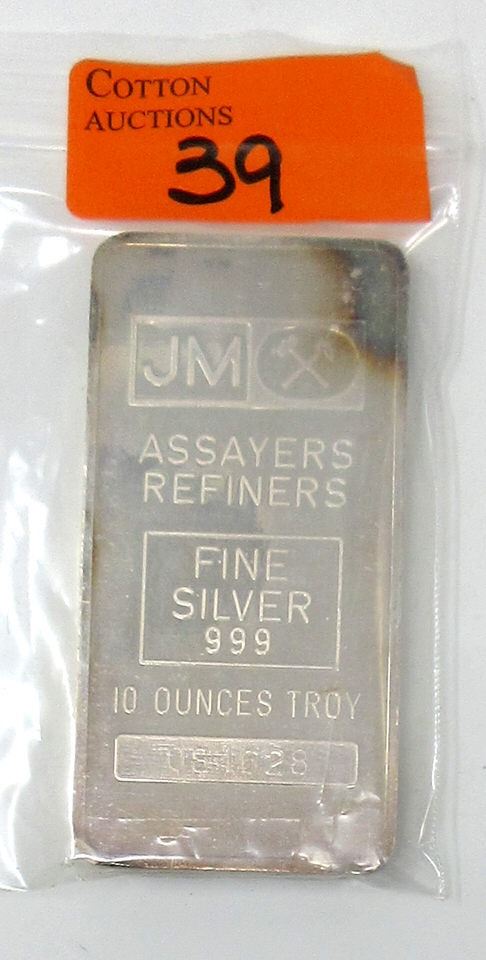 COTTON
AUCTIONS
39
JM
ASSAYERS
REFINERS
FINE
SILVER
999
10 OUNCES TROY